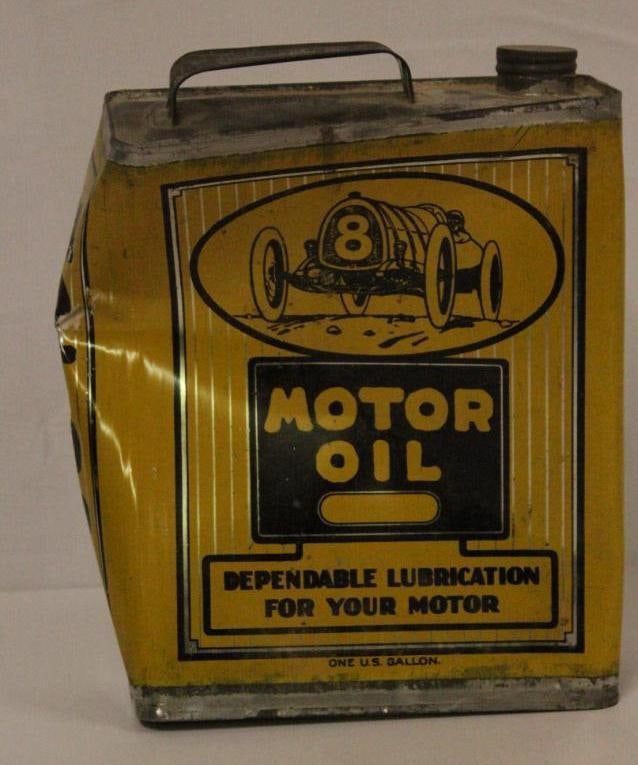 8
MOTOR
OIL
DEPENDABLE LUBRICATION
FOR YOUR MOTOR
ONE U.S. GALLON.